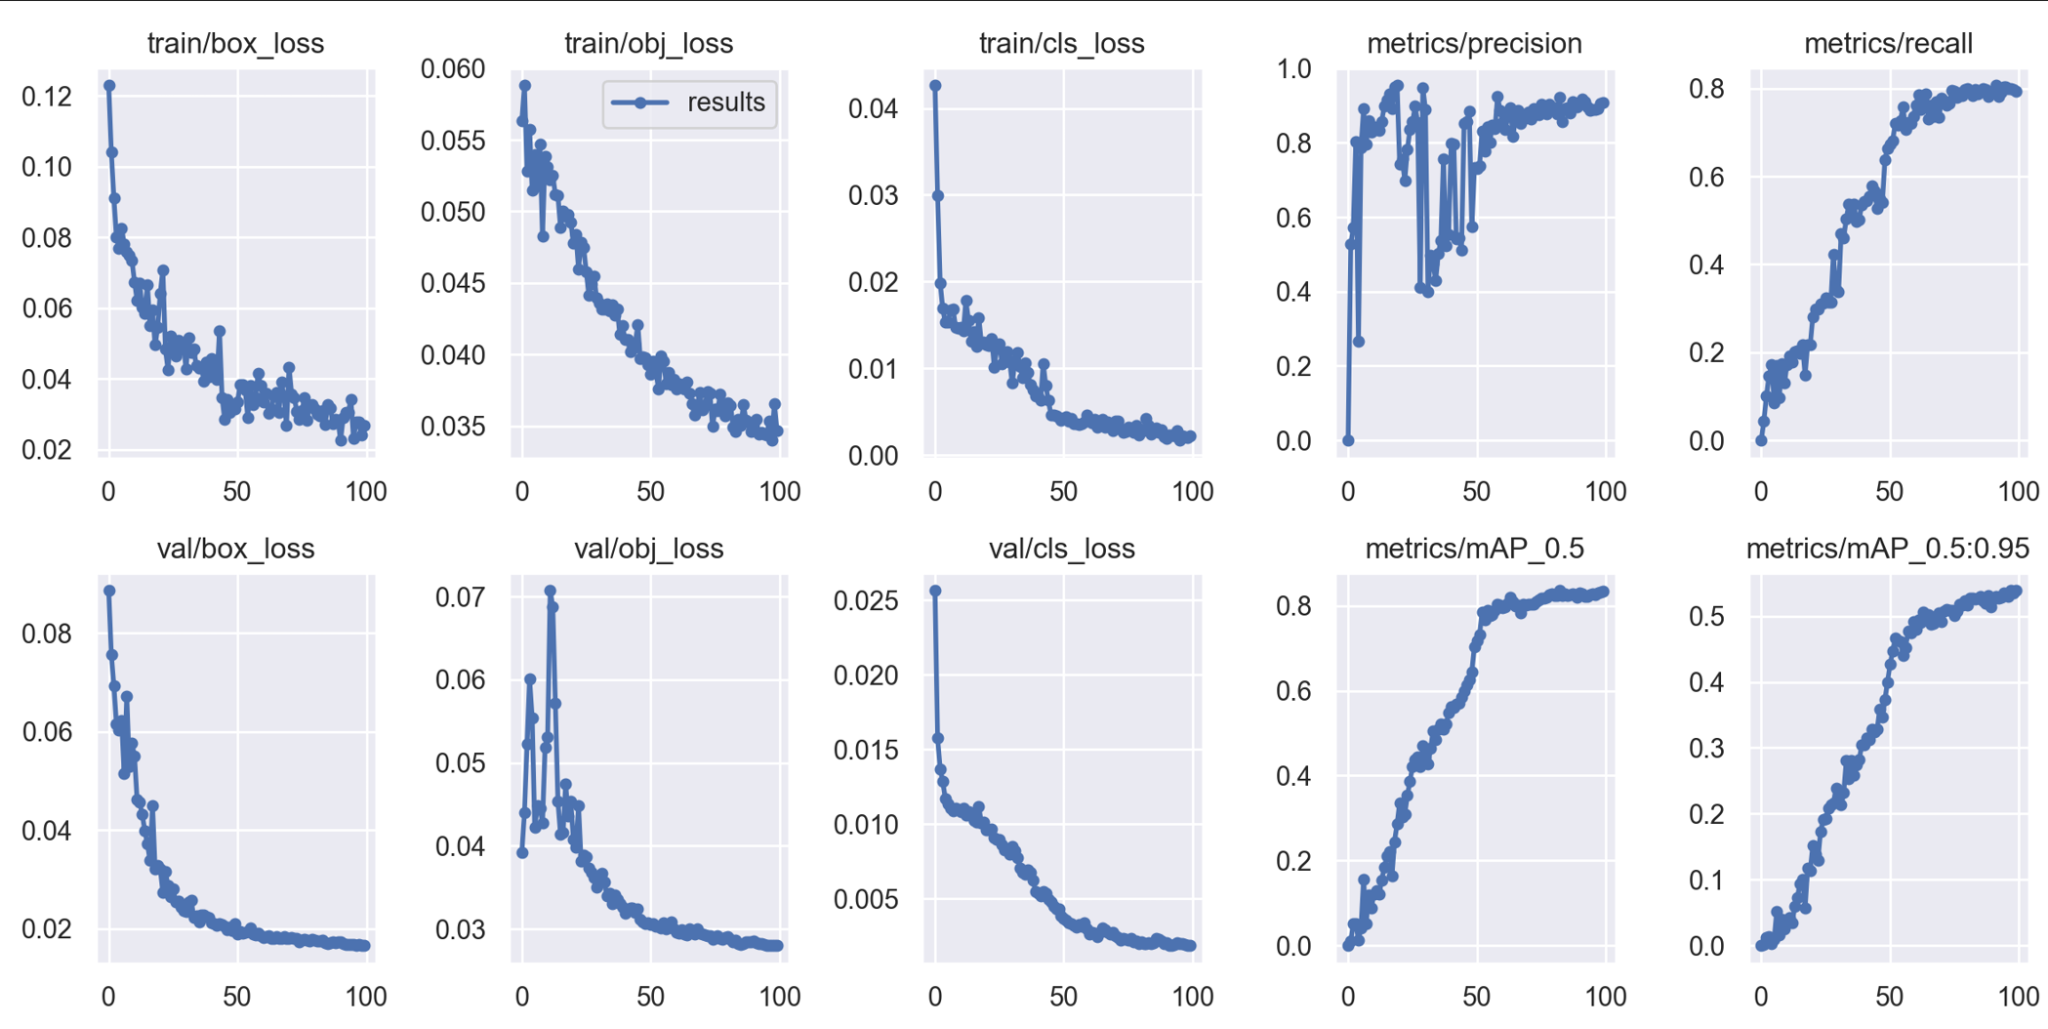 train/box_loss
0.12
0.10
0.08
0.06
0.04
0.02
0 50 100
train/obj_loss
results
0.060
0.055
0.050
0.045
0.040
0.035
0 50 100
train/cls_loss
0.04
0.03
0.02
0.01
0.00
0 50 100
metrics/precision
1.0
0.8
0.6
0.4
0.2
0.0
0 50 100
metrics/recall
0.8
0.6
0.4
0.2
0.0
0 50 100
val/box_loss
0.08
0.06
0.04
0.02
0 50 100
val/obj_loss
0.07
0.06
0.05
0.04
0.03
0 50 100
val/cls_loss
0.025
0.020
0.015
0.010
0.005
0 50 100
metrics/mAP_0.5
0.8
0.6
0.4
0.2
0.0
0 50 100
metrics/mAP_0.5:0.95
0.5
0.4
0.3
0.2
0.1
0.0
0 50 100